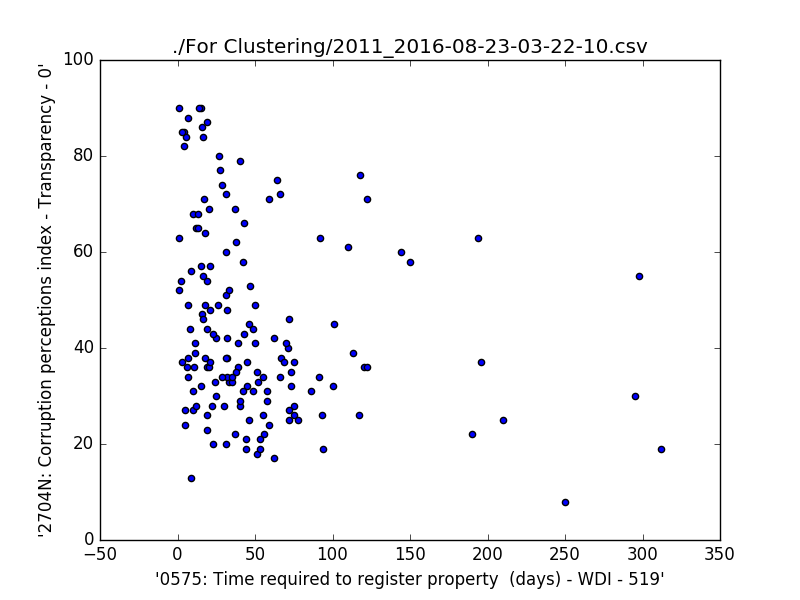 ./For Clustering/2011_2016-08-23-03-22-10.csv
'2704N: Corruption perceptions index - Transparency - 0'
100
80
60
40
20
0
−50 0 50 100 150 200 250 300 350
'0575: Time required to register property  (days) - WDI - 519'